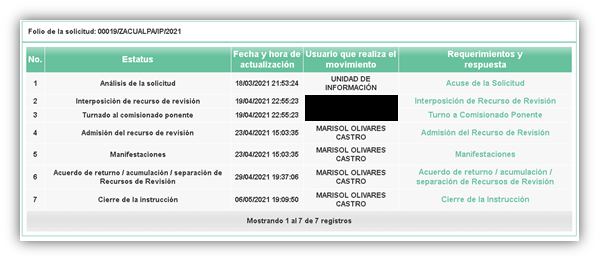 Folio de la solicitud: 00019/ZACUALPA/IP/2021
No. Estatus Fecha y hora de actualización Usuario que realiza el movimiento Requerimientos y respuesta
1 Análisis de la solicitud 18/03/2021 21:53:24 UNIDAD DE INFORMACIÓN Acuse de la Solicitud
2 Interposición de recurso de revisión 19/04/2021 22:55:23 Interposición de Recurso de Revisión
3 Turnado al comisionado ponente 19/04/2021 22:55:23 Turno a Comisionado Ponente
4 Admisión del recurso de revisión 23/04/2021 15:03:35 MARISOL OLIVARES CASTRO Admisión del Recurso de Revisión
5 Manifestaciones 23/04/2021 15:03:35 MARISOL OLIVARES CASTRO Manifestaciones
6 Acuerdo de returno / acumulación / separación de Recursos de Revisión 29/04/2021 19:37:06 MARISOL OLIVARES CASTRO Acuerdo de returno / acumulación / separación de Recursos de Revisión
7 Cierre de la instrucción 06/05/2021 19:09:50 MARISOL OLIVARES CASTRO Cierre de la instrucción
Mostrando 1 al 7 de 7 registros